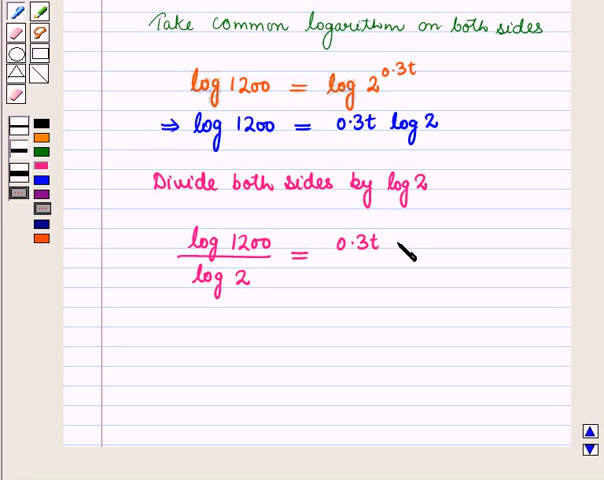 Take common logarithm on both sides
log 1200 = log 2^0.3t
⇒ log 1200 = 0.3t log 2
Divide both sides by log 2
log 1200 / log 2 = 0.3t